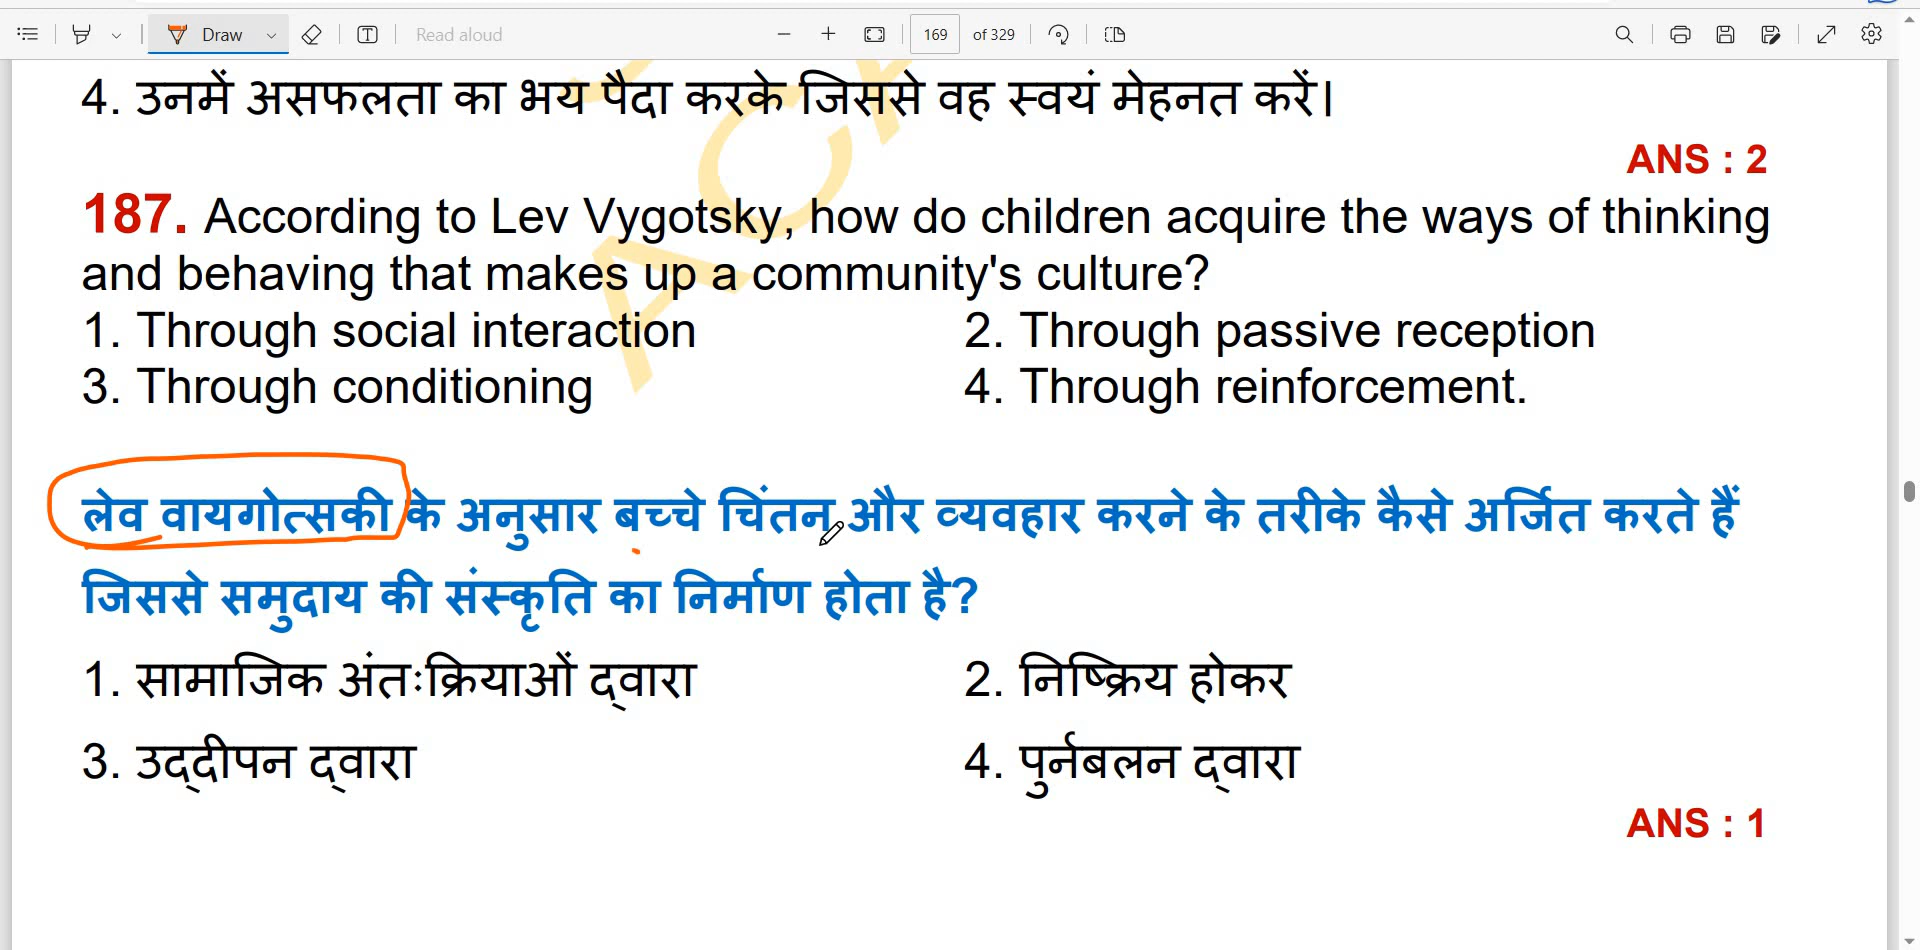 Draw
Read aloud
169 of 329
4. उनमें असफलता का भय पैदा करके जिससे वह स्वयं मेहनत करें।
ANS : 2
187. According to Lev Vygotsky, how do children acquire the ways of thinking
and behaving that makes up a community's culture?
1. Through social interaction 2. Through passive reception
3. Through conditioning 4. Through reinforcement.
लेव वायगोत्सकी के अनुसार बच्चे चिंतन और व्यवहार करने के तरीके कैसे अर्जित करते हैं
जिससे समुदाय की संस्कृति का निर्माण होता है?
1. सामाजिक अंतःक्रियाओं द्वारा 2. निष्क्रिय होकर
3. उद्दीपन द्वारा 4. पुर्नबलन द्वारा
ANS : 1